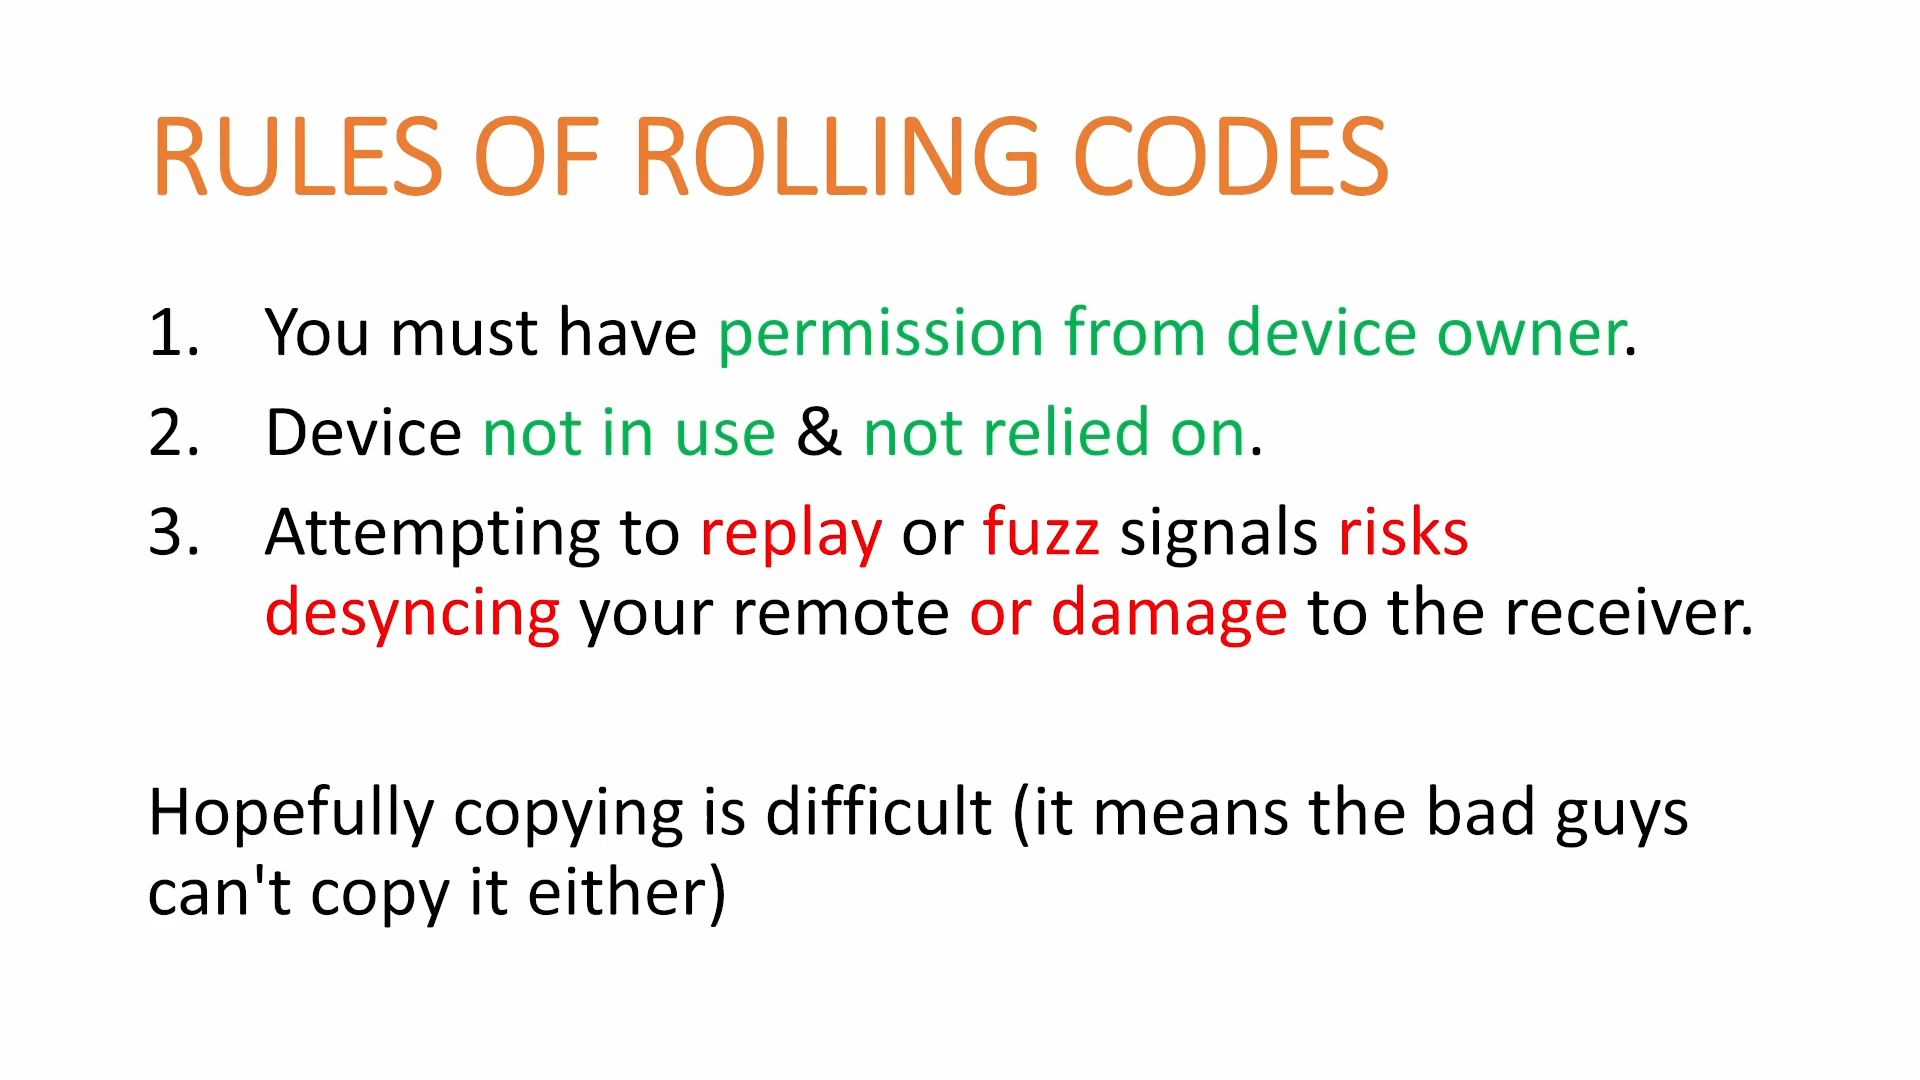 RULES OF ROLLING CODES
1. You must have permission from device owner.
2. Device not in use & not relied on.
3. Attempting to replay or fuzz signals risks
desyncing your remote or damage to the receiver.
Hopefully copying is difficult (it means the bad guys
can't copy it either)